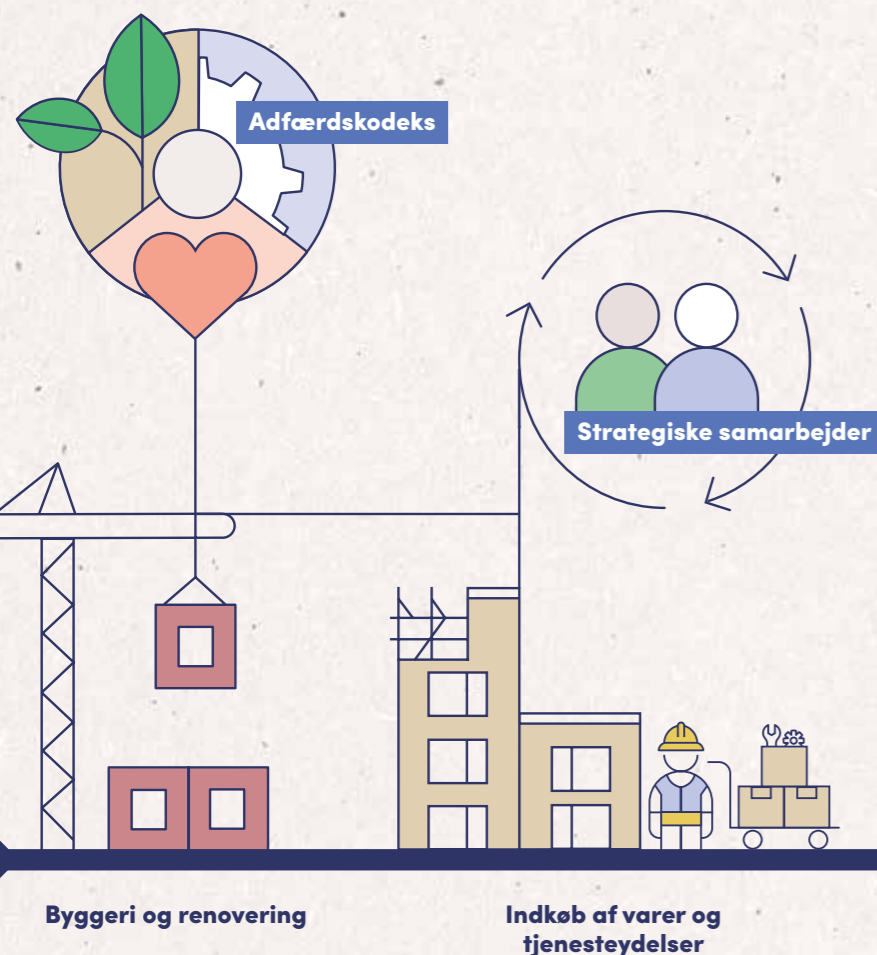 Adfærdskodeks
Strategiske samarbejder
Byggeri og renovering
Indkøb af varer og
tjenesteydelser